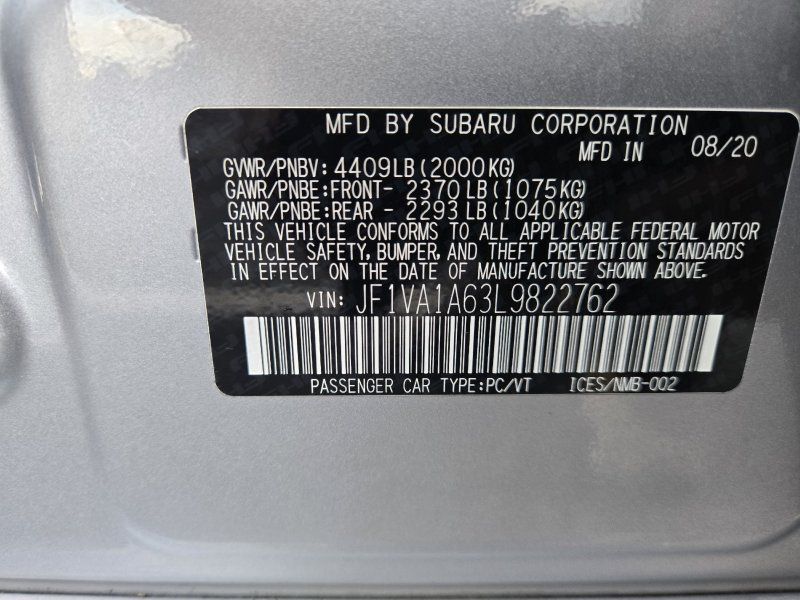 MFD BY SUBARU CORPORATION
MFD IN 08/20
GVWR/PNBV: 4409LB(2000KG)
GAWR/PNBE:FRONT- 2370LB(1075KG)
GAWR/PNBE:REAR - 2293LB(1040KG)
THIS VEHICLE CONFORMS TO ALL APPLICABLE FEDERAL MOTOR
VEHICLE SAFETY, BUMPER, AND THEFT PREVENTION STANDARDS
IN EFFECT ON THE DATE OF MANUFACTURE SHOWN ABOVE.
VIN: JF1VA1A63L9822762
PASSENGER CAR TYPE:PC/VT ICES/NMB-002